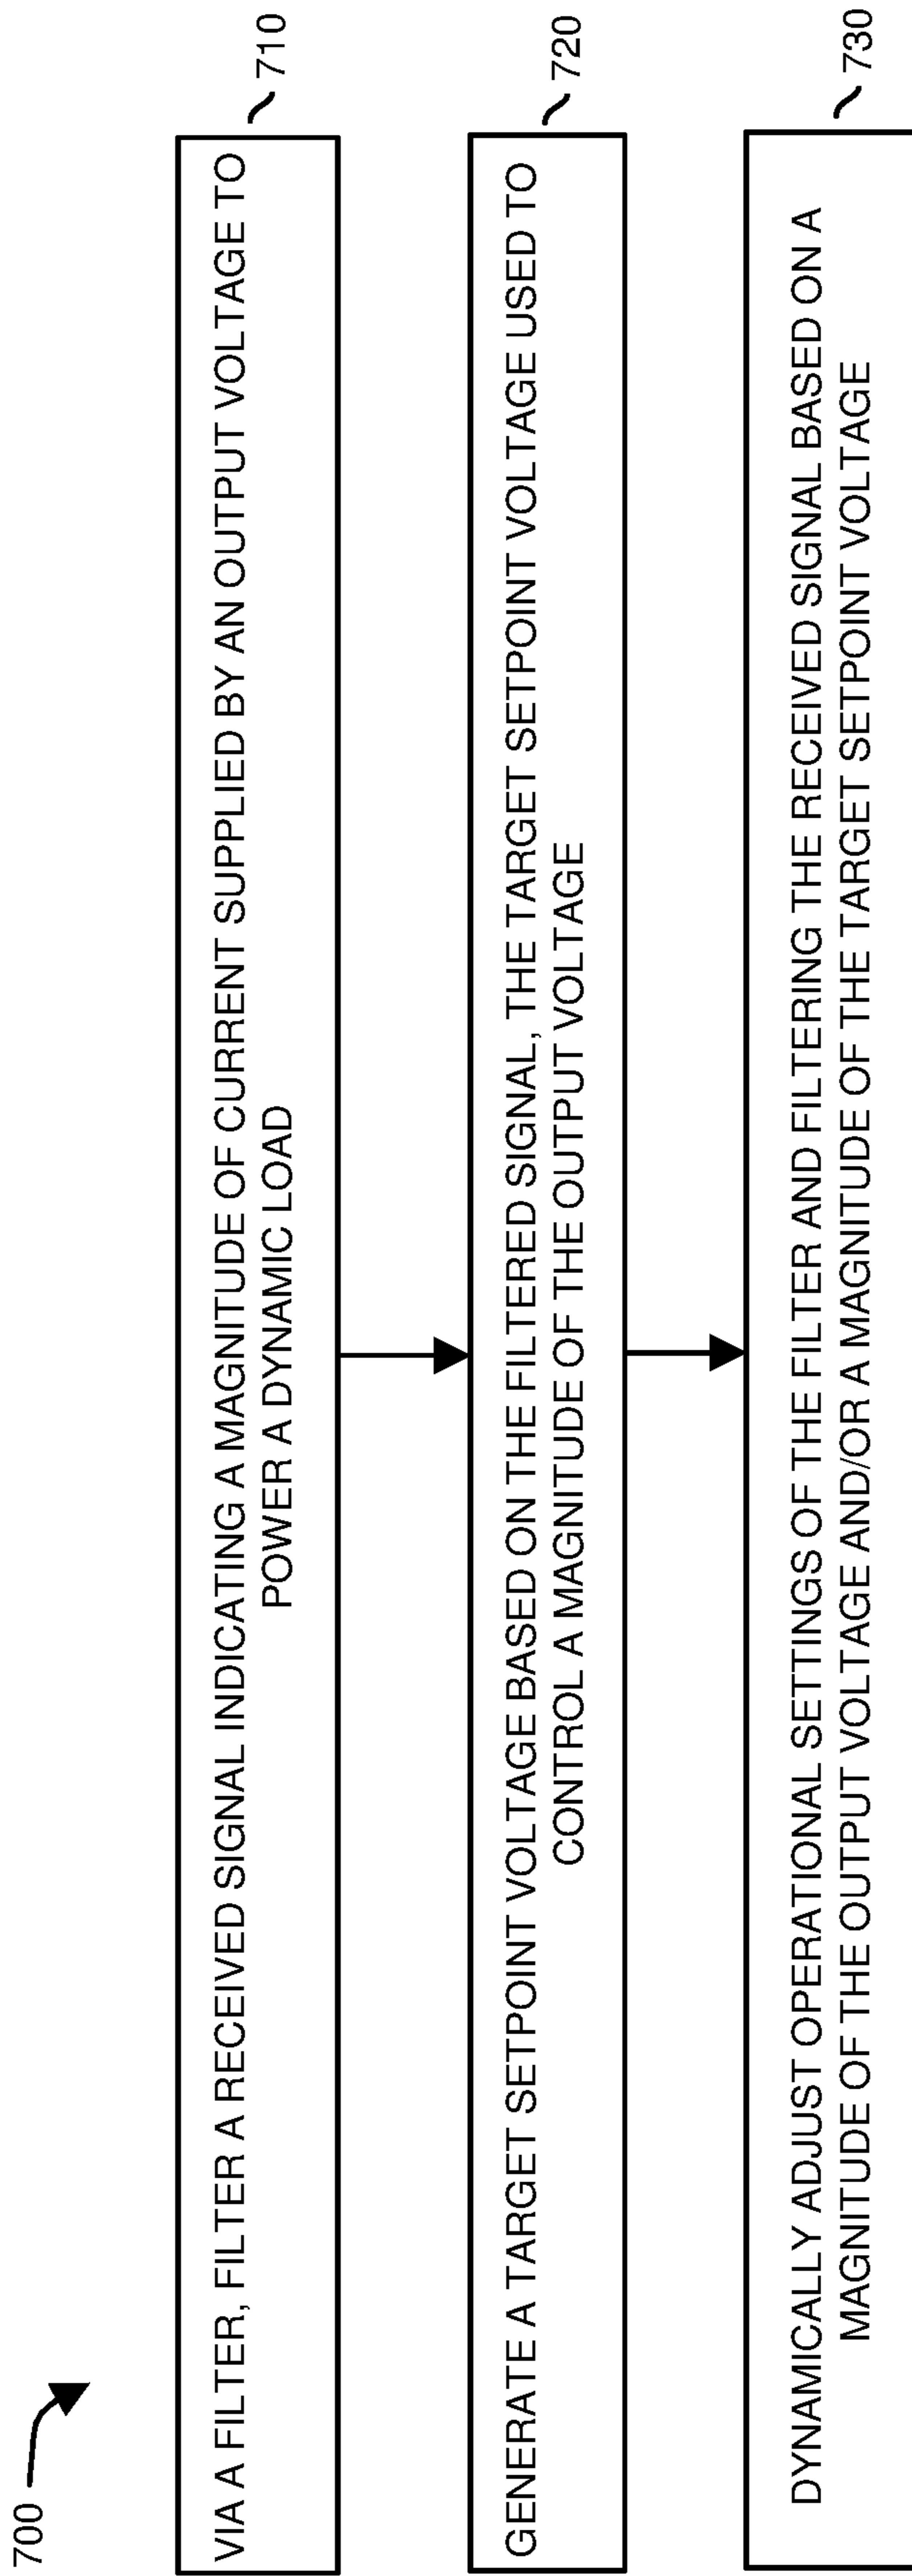 700
VIA A FILTER, FILTER A RECEIVED SIGNAL INDICATING A MAGNITUDE OF CURRENT SUPPLIED BY AN OUTPUT VOLTAGE TO
POWER A DYNAMIC LOAD
710
GENERATE A TARGET SETPOINT VOLTAGE BASED ON THE FILTERED SIGNAL, THE TARGET SETPOINT VOLTAGE USED TO
CONTROL A MAGNITUDE OF THE OUTPUT VOLTAGE
720
DYNAMICALLY ADJUST OPERATIONAL SETTINGS OF THE FILTER AND FILTERING THE RECEIVED SIGNAL BASED ON A
MAGNITUDE OF THE OUTPUT VOLTAGE AND/OR A MAGNITUDE OF THE TARGET SETPOINT VOLTAGE
730